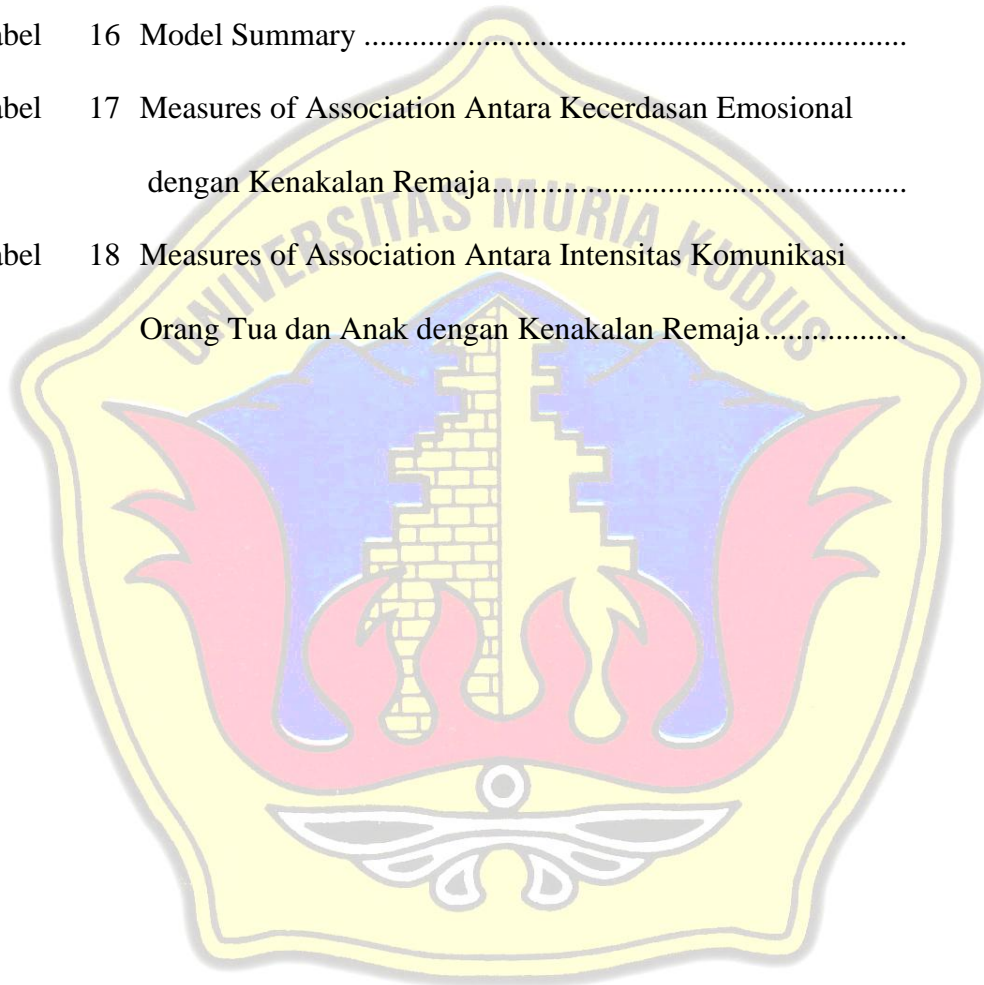 abel 16 Model Summary ....................................................................
abel 17 Measures of Association Antara Kecerdasan Emosional
dengan Kenakalan Remaja....................................................
abel 18 Measures of Association Antara Intensitas Komunikasi
Orang Tua dan Anak dengan Kenakalan Remaja..................
UNIVERSITAS MURIA KUDUS